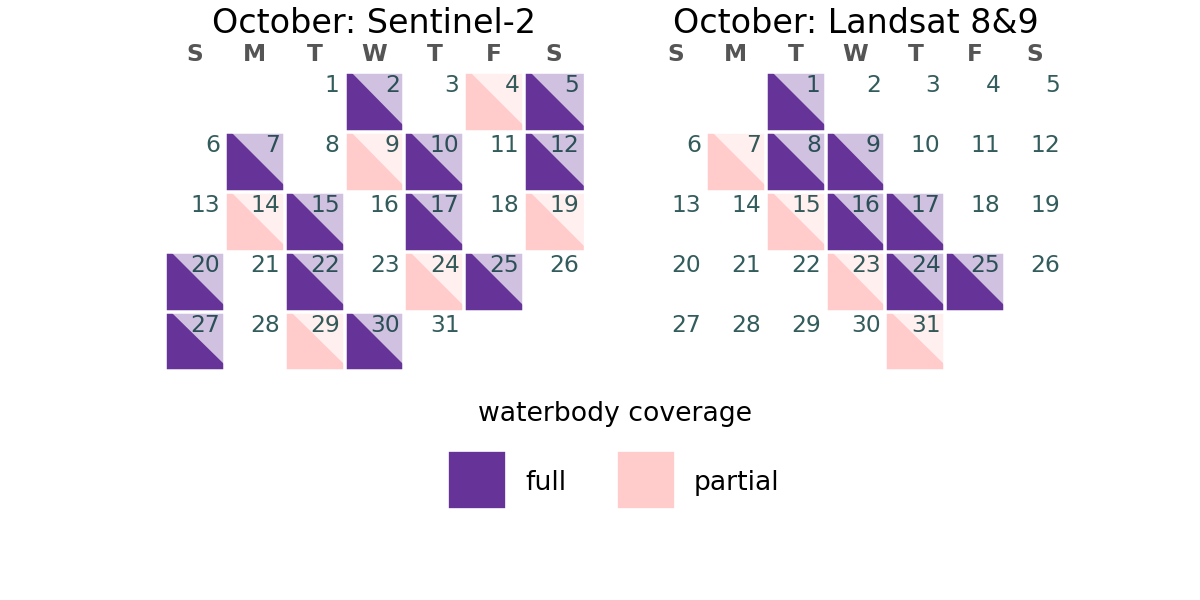 October: Sentinel-2
S M T W T F S
1 2 3 4 5
6 7 8 9 10 11 12
13 14 15 16 17 18 19
20 21 22 23 24 25 26
27 28 29 30 31
October: Landsat 8&9
S M T W T F S
1 2 3 4 5
6 7 8 9 10 11 12
13 14 15 16 17 18 19
20 21 22 23 24 25 26
27 28 29 30 31
waterbody coverage
full
partial